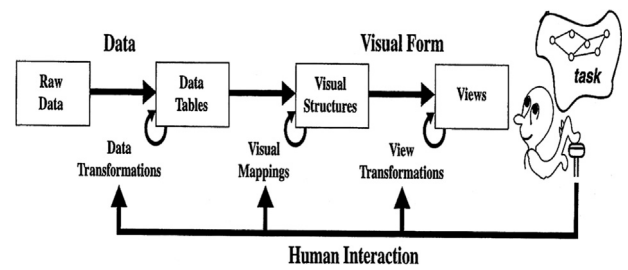 Data
Visual Form
task
Raw
Data
Data
Tables
Visual
Structures
Views
Data
Transformations
Visual
Mappings
View
Transformations
Human Interaction